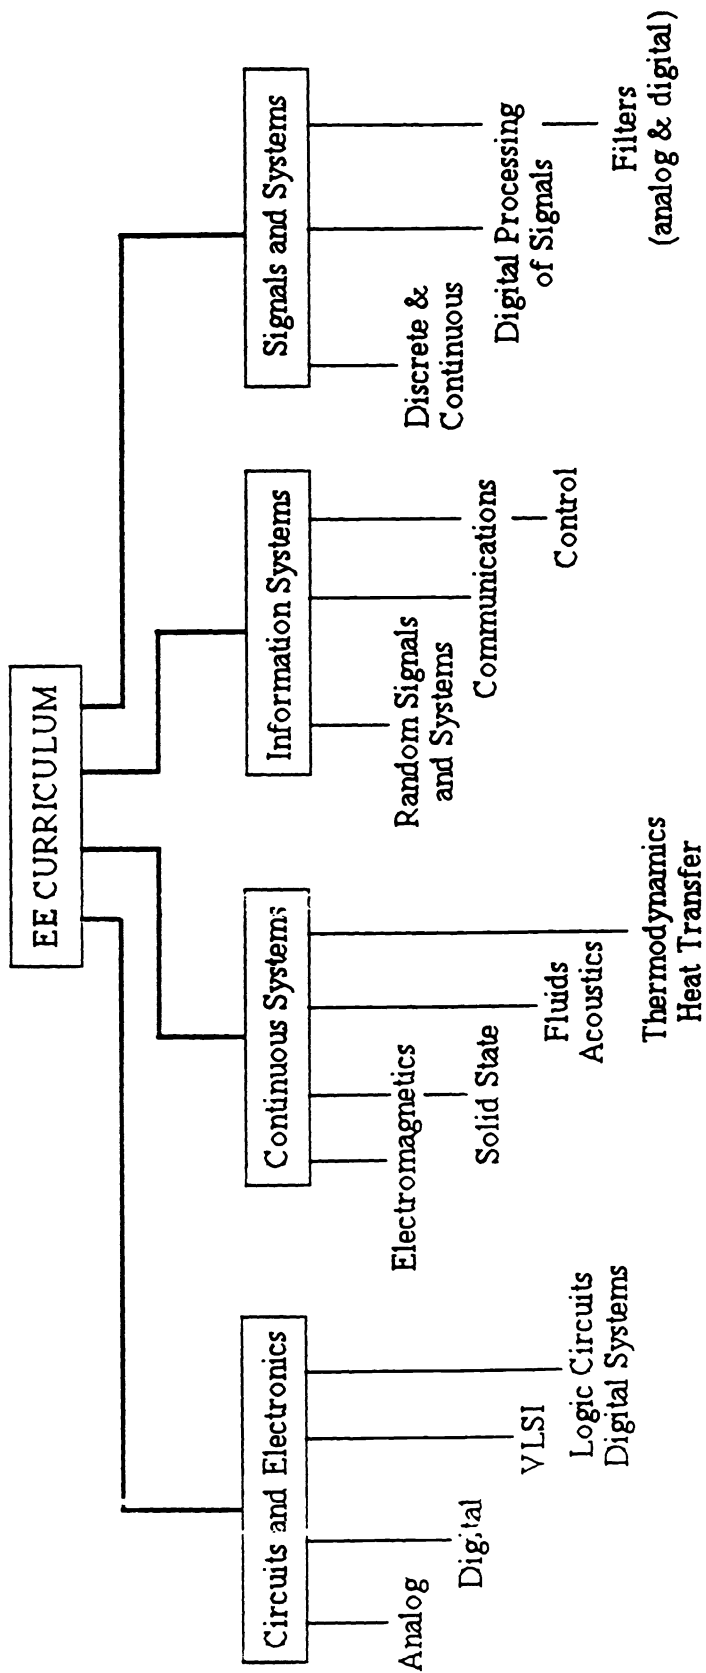 EE CURRICULUM
Circuits and Electronics
Analog
Digital
VLSI
Logic Circuits
Digital Systems
Continuous Systems
Electromagnetics
Solid State
Fluids
Acoustics
Thermodynamics
Heat Transfer
Information Systems
Random Signals
and Systems
Communications
Control
Signals and Systems
Discrete &
Continuous
Digital Processing
of Signals
Filters
(analog & digital)